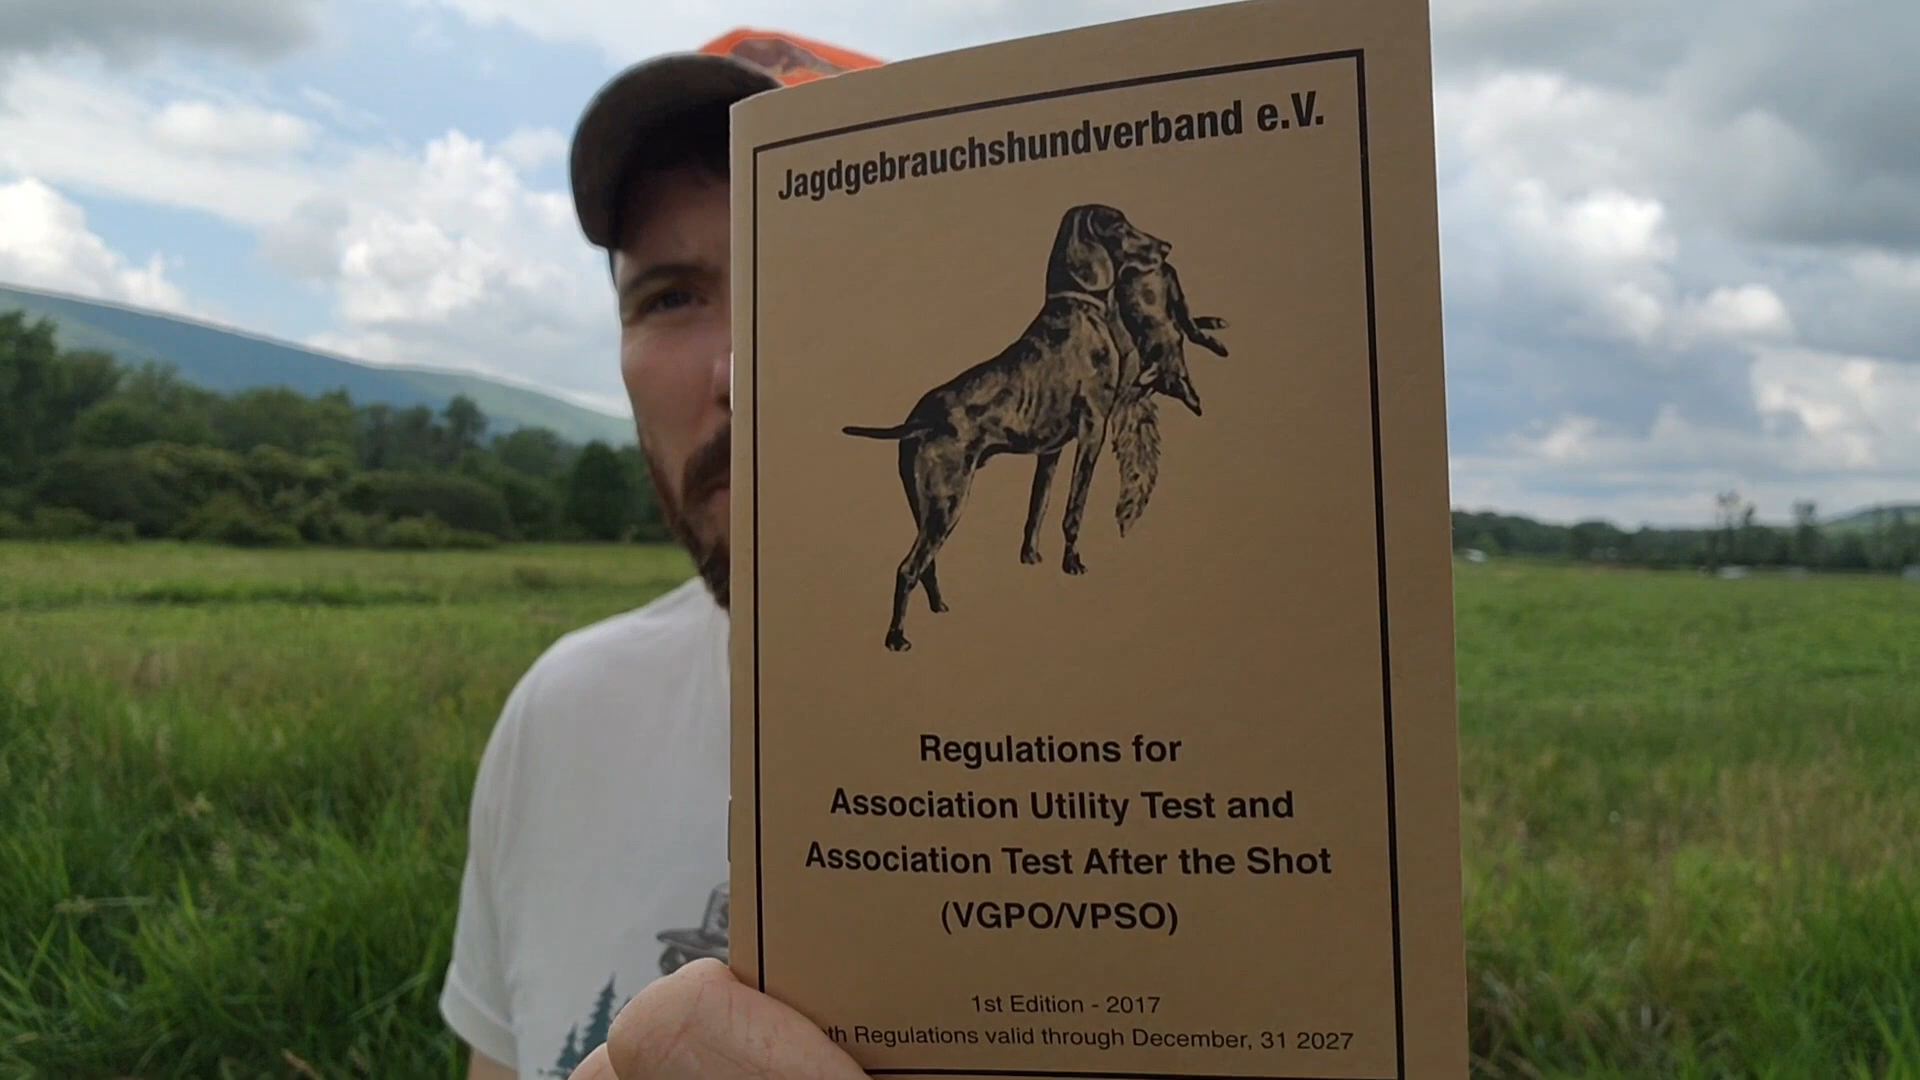 Jagdgebrauchshundverband e.V.
Regulations for
Association Utility Test and
Association Test After the Shot
(VGPO/VPSO)
1st Edition - 2017
Regulations valid through December, 31 2027